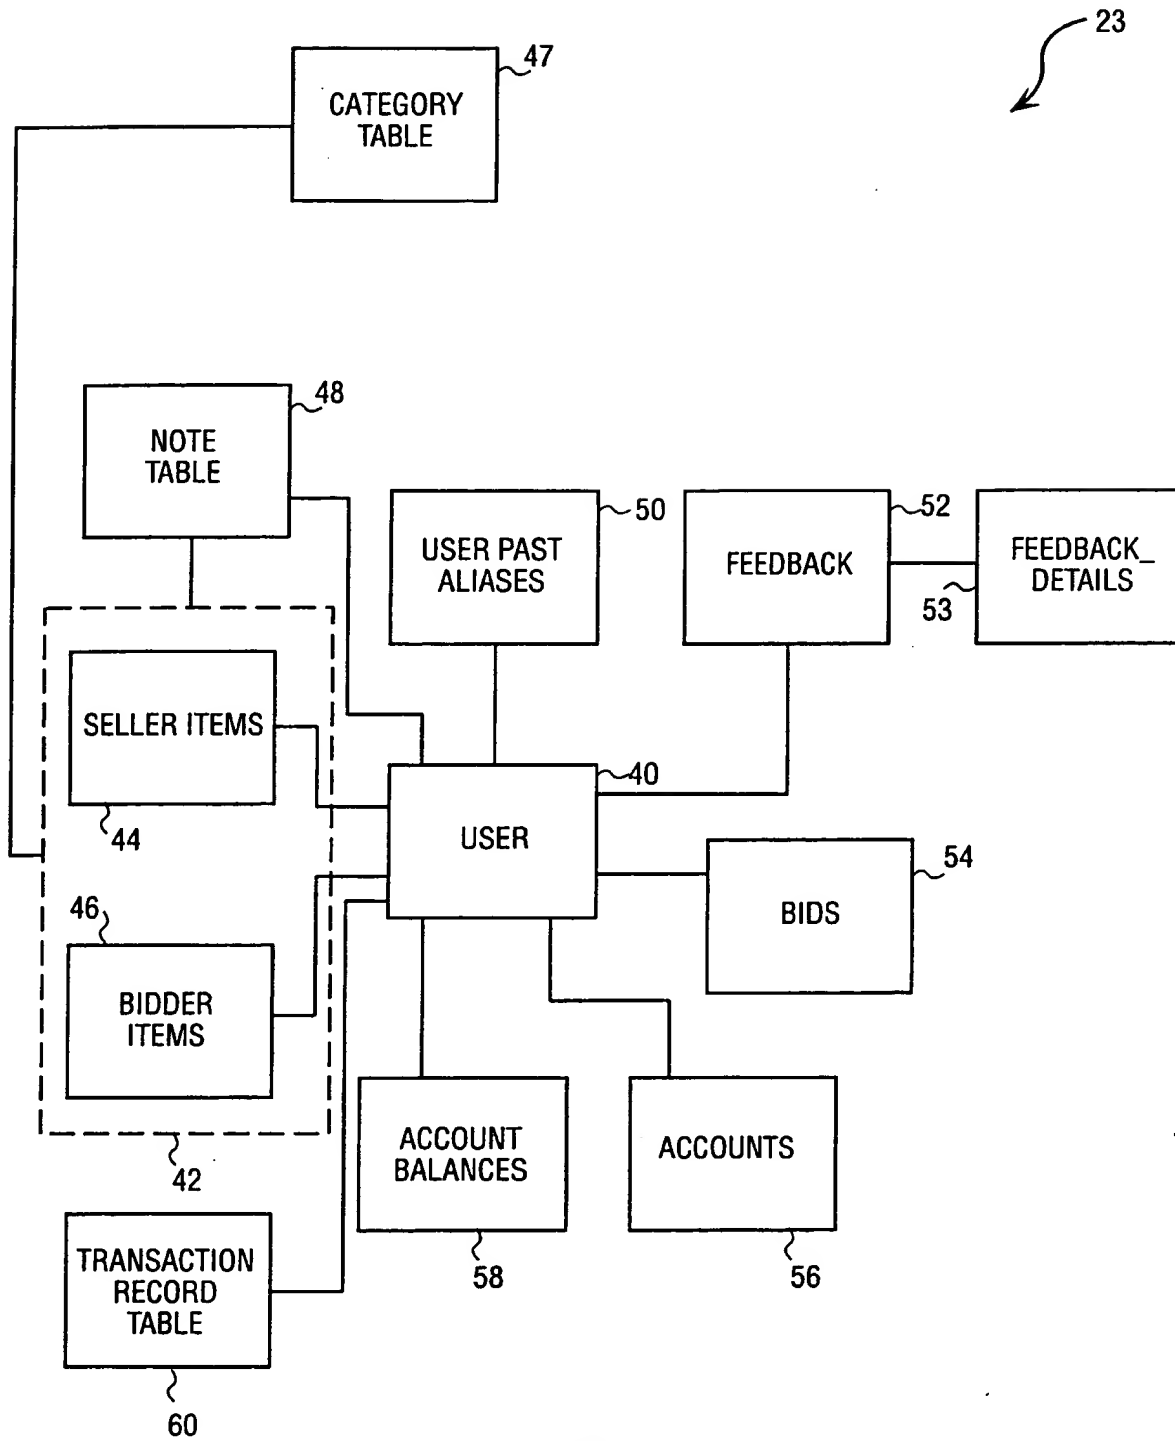 23
47
CATEGORY
TABLE
48
NOTE
TABLE
50
USER PAST
ALIASES
52
FEEDBACK
53
FEEDBACK_
DETAILS
SELLER ITEMS
44
40
USER
54
BIDS
46
BIDDER
ITEMS
42
ACCOUNT
BALANCES
58
ACCOUNTS
56
TRANSACTION
RECORD
TABLE
60